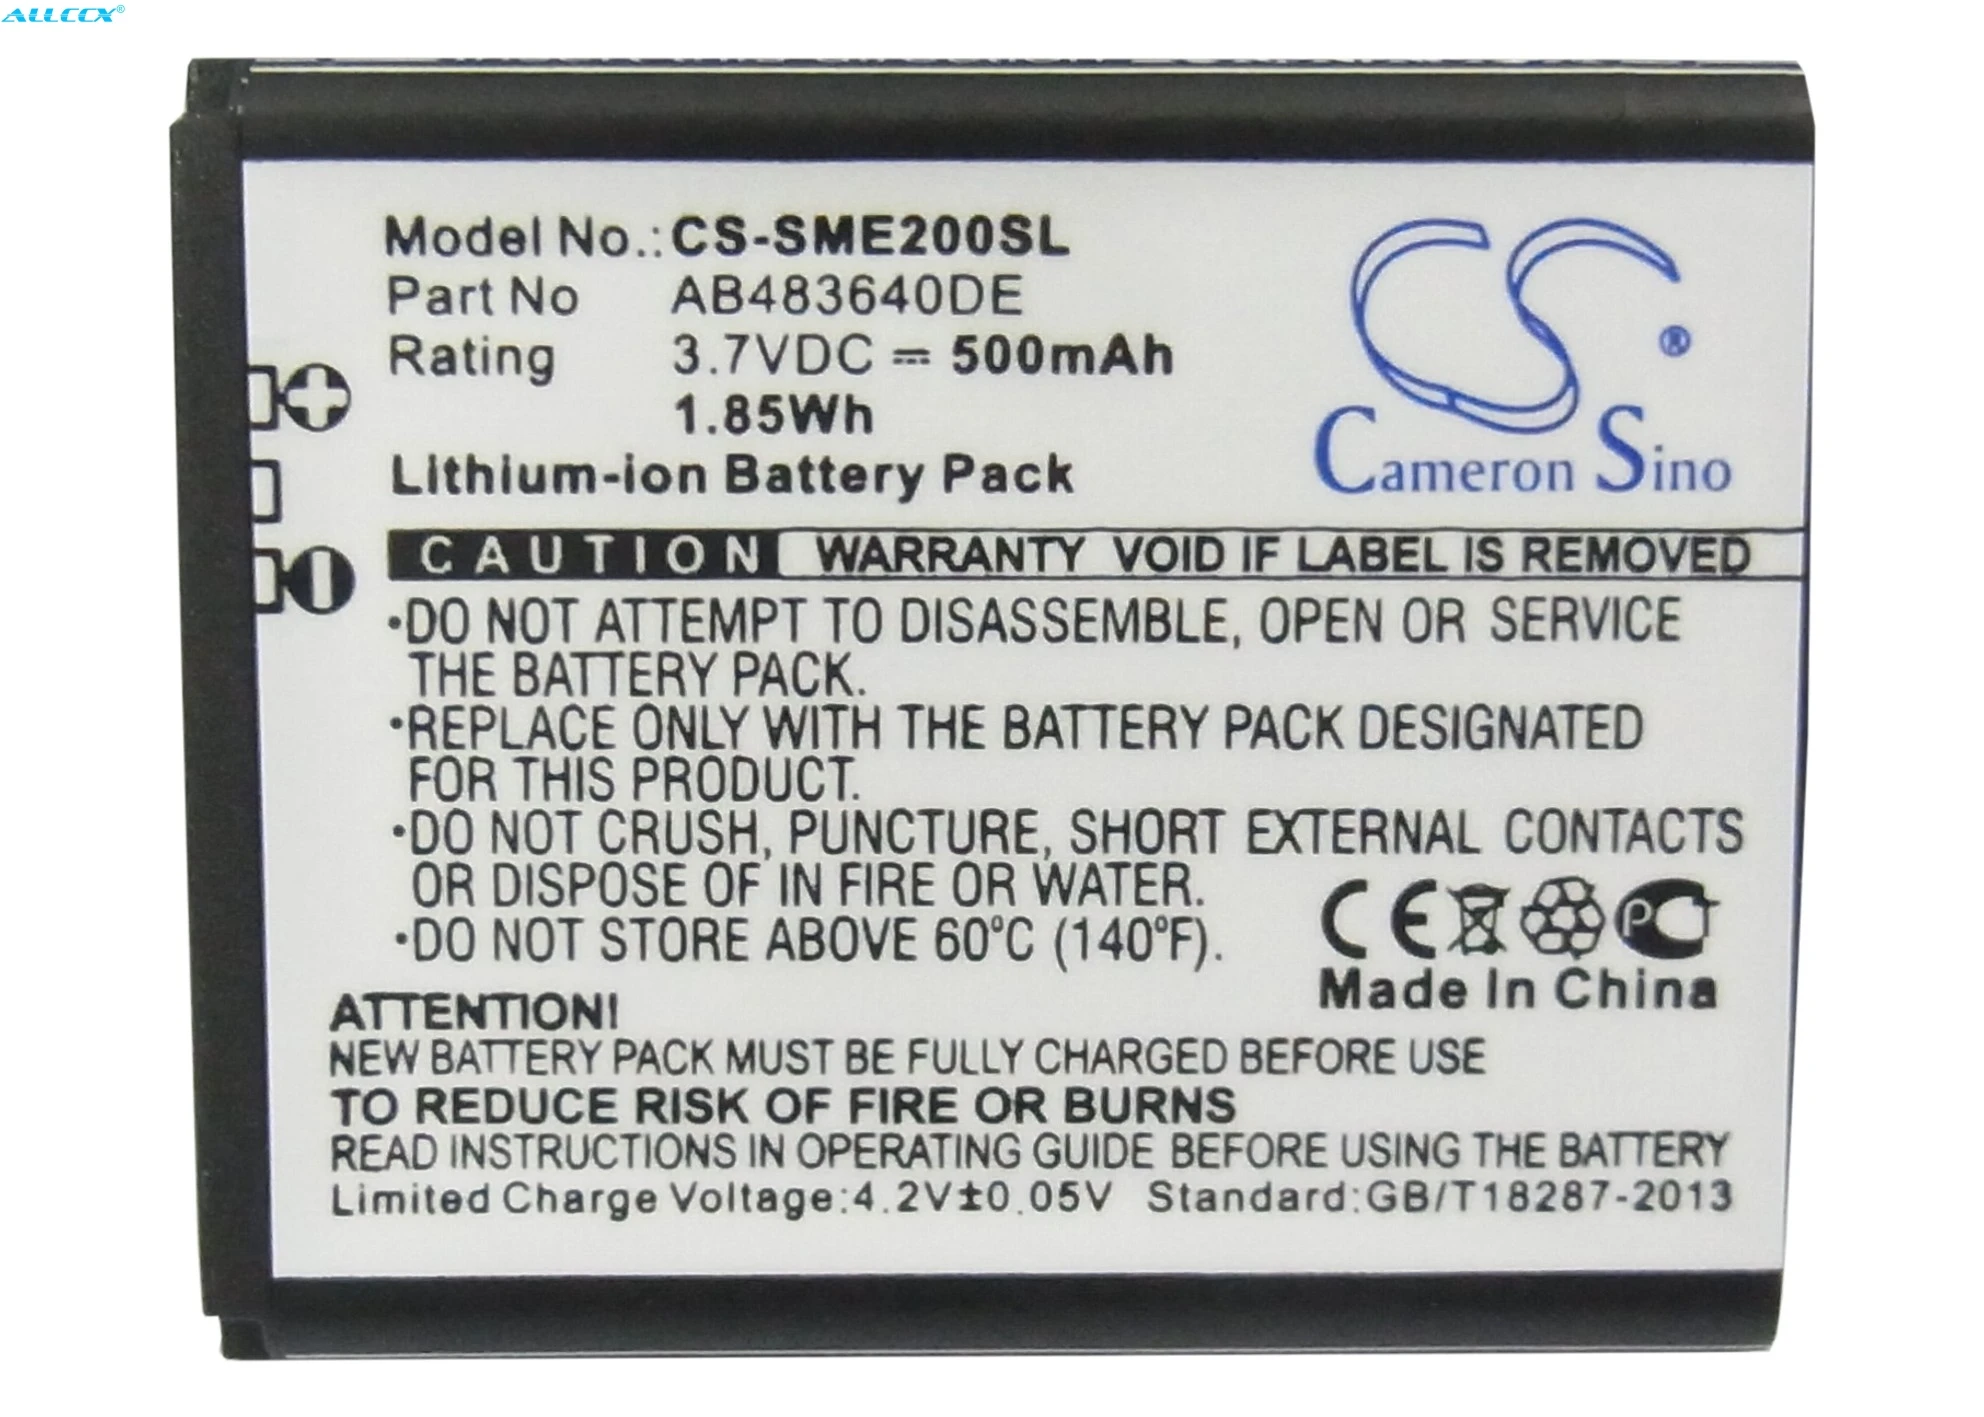 ALLCCX®
Model No.: CS-SME200SL
Part No AB483640DE
Rating 3.7VDC ⎓ 500mAh
1.85Wh
Lithium-ion Battery Pack
CS®
Cameron Sino
CAUTION WARRANTY VOID IF LABEL IS REMOVED
•DO NOT ATTEMPT TO DISASSEMBLE, OPEN OR SERVICE
THE BATTERY PACK.
•REPLACE ONLY WITH THE BATTERY PACK DESIGNATED
FOR THIS PRODUCT.
•DO NOT CRUSH, PUNCTURE, SHORT EXTERNAL CONTACTS
OR DISPOSE OF IN FIRE OR WATER.
•DO NOT STORE ABOVE 60°C (140°F).
CE PC
Made In China
ATTENTION!
NEW BATTERY PACK MUST BE FULLY CHARGED BEFORE USE
TO REDUCE RISK OF FIRE OR BURNS
READ INSTRUCTIONS IN OPERATING GUIDE BEFORE USING THE BATTERY
Limited Charge Voltage:4.2V±0.05V Standard:GB/T18287-2013